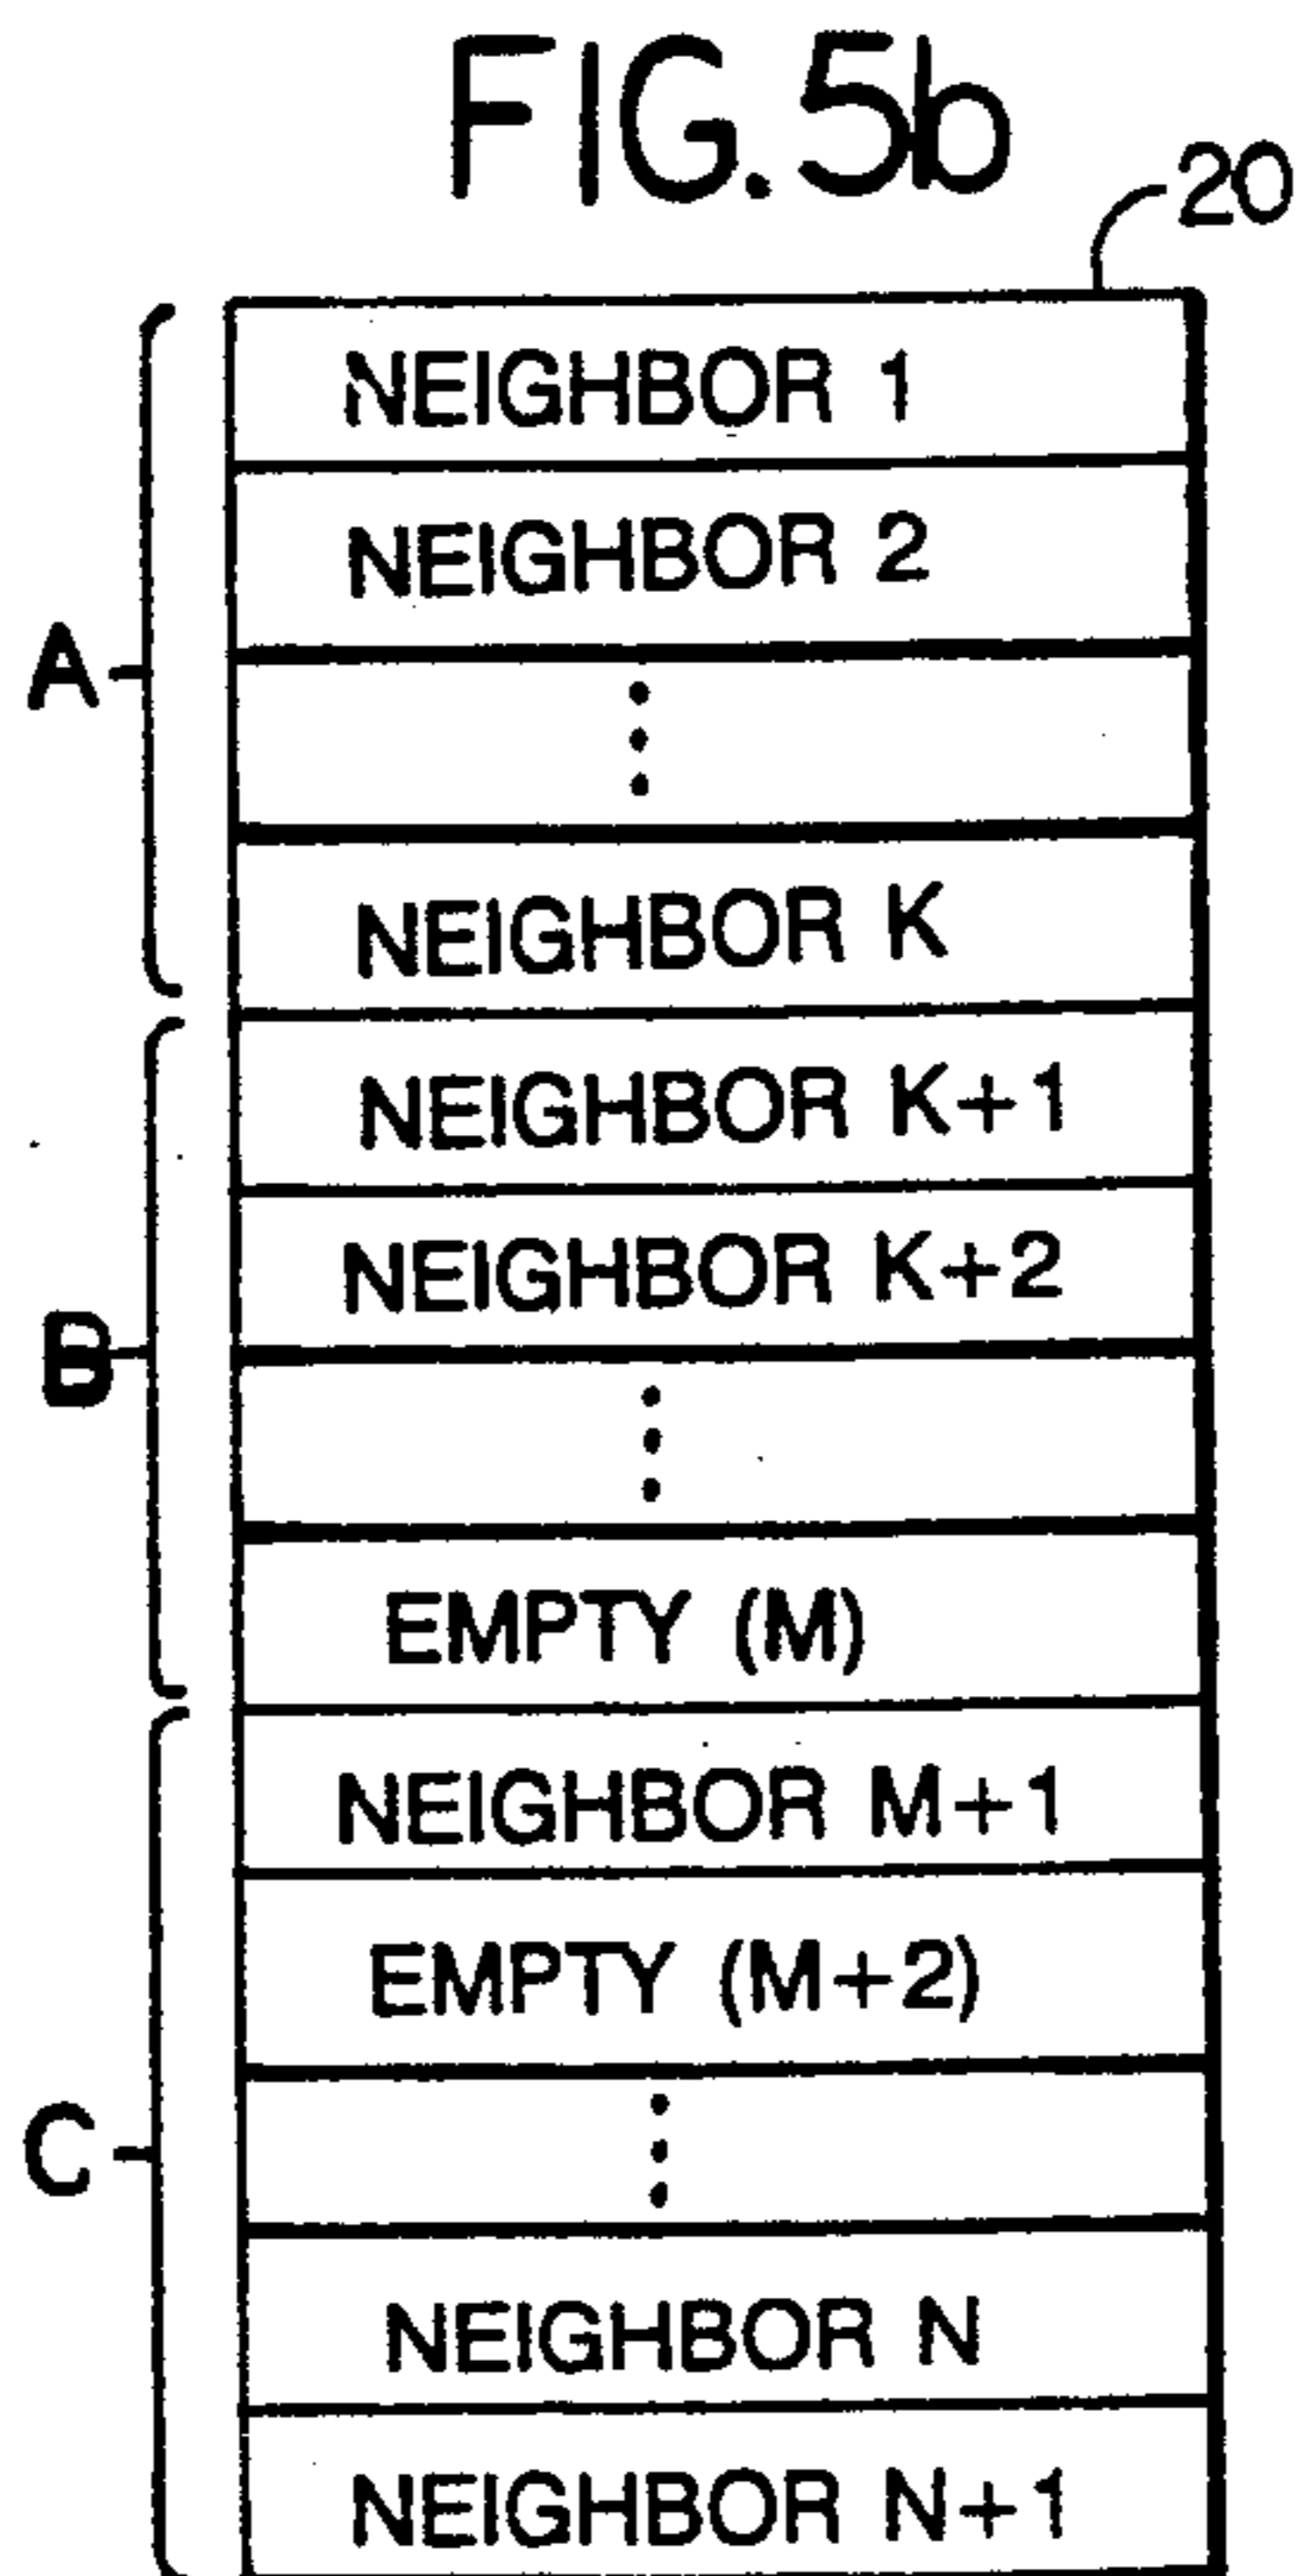 FIG. 5b
20
A
NEIGHBOR 1
NEIGHBOR 2
NEIGHBOR K
B
NEIGHBOR K+1
NEIGHBOR K+2
EMPTY (M)
C
NEIGHBOR M+1
EMPTY (M+2)
NEIGHBOR N
NEIGHBOR N+1